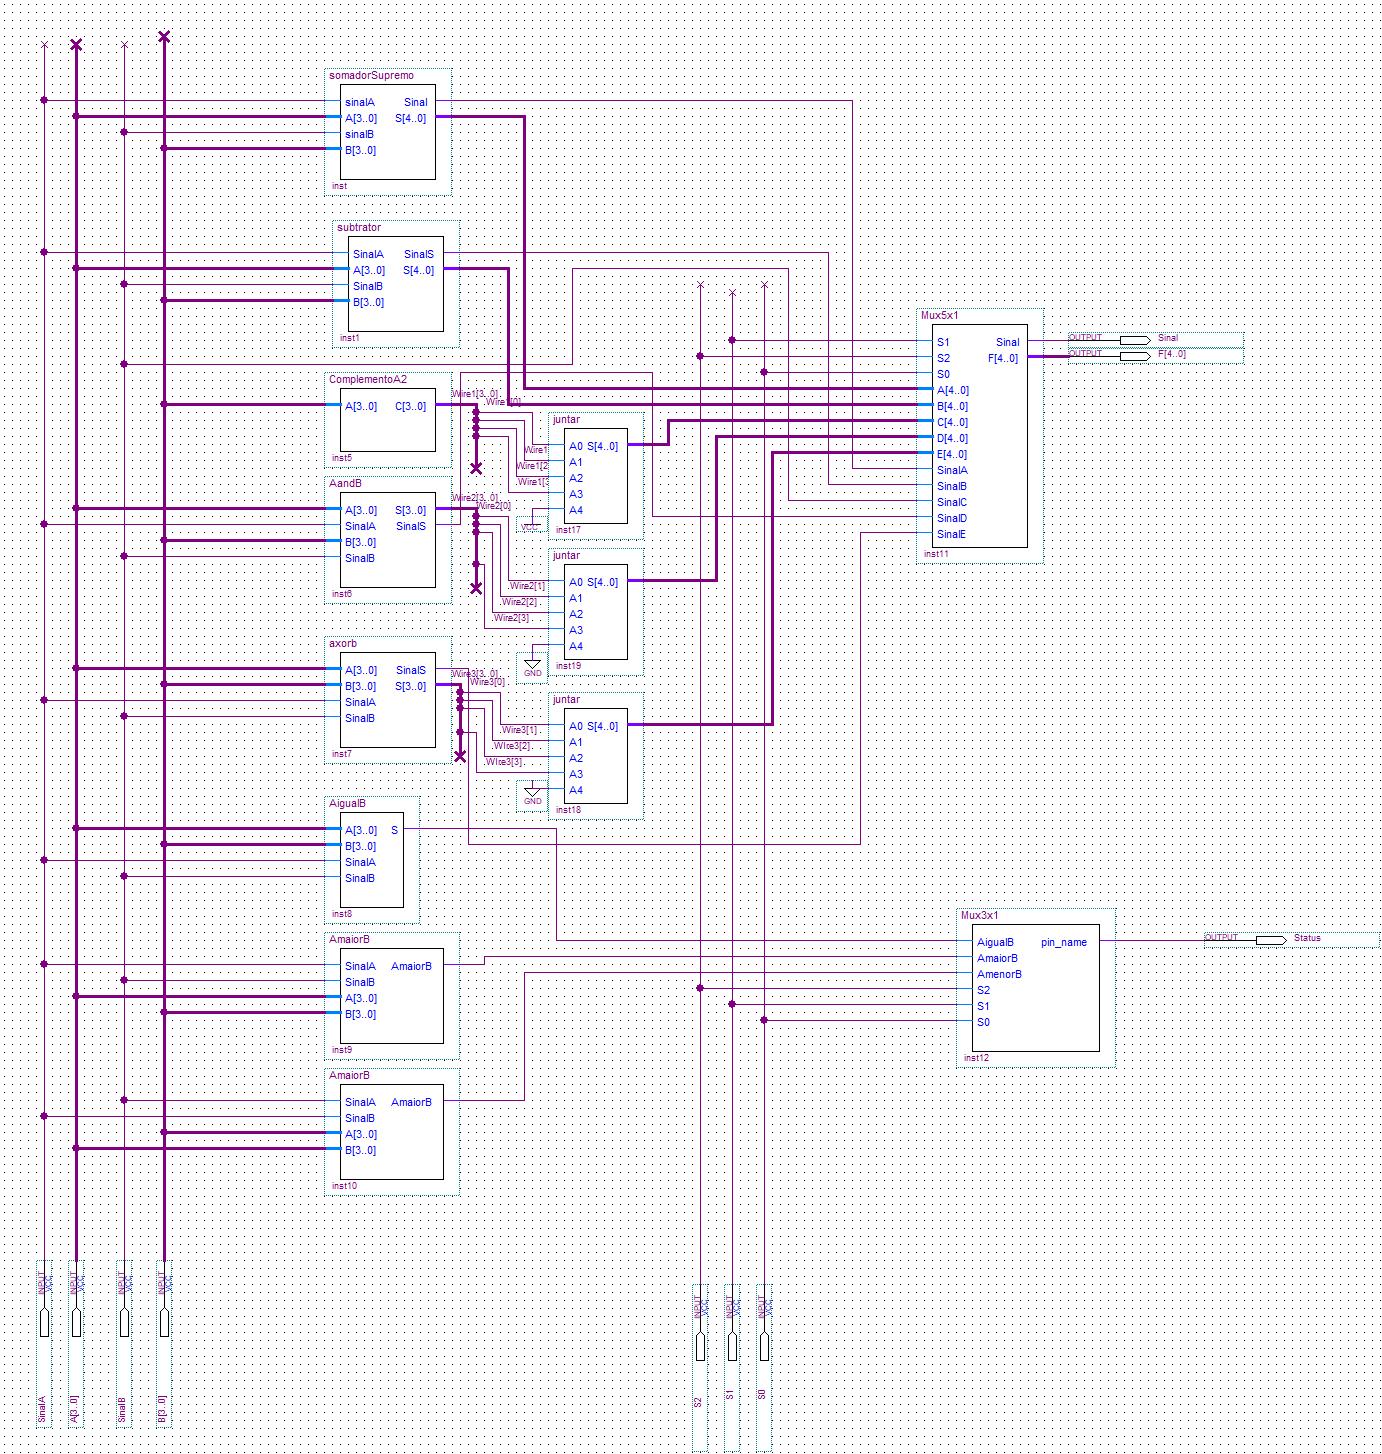 somadorSupremo
sinalA Sinal
A[3..0] S[4..0]
sinalB
B[3..0]
inst
subtrator
SinalA SinalS
A[3..0] S[4..0]
SinalB
B[3..0]
inst1
ComplementoA2
A[3..0] C[3..0]
inst5
Wire1[3..0]
juntar
A0 S[4..0]
A1
A2
A3
A4
inst17
Wire1[2
VCC
AandB
A[3..0] S[3..0]
SinalA SinalS
B[3..0]
SinalB
inst6
Wire2[3..0]
Wire2[0]
juntar
A0 S[4..0]
A1
A2
A3
A4
inst19
Wire2[1]
Wire2[2]
Wire2[3]
GND
axorb
A[3..0] SinalS
B[3..0] S[3..0]
SinalA
SinalB
inst7
Wire3[3..0]
Wire3[0]
juntar
A0 S[4..0]
A1
A2
A3
A4
inst18
Wire3[1]
WIre3[2]
WIre3[3]
GND
AigualB
A[3..0] S
B[3..0]
SinalA
SinalB
inst8
AmaiorB
SinalA AmaiorB
SinalB
A[3..0]
B[3..0]
inst9
AmaiorB
SinalA AmaiorB
SinalB
A[3..0]
B[3..0]
inst10
Mux5x1
S1 Sinal
S2 F[4..0]
S0
A[4..0]
B[4..0]
C[4..0]
D[4..0]
E[4..0]
SinalA
SinalB
SinalC
SinalD
SinalE
inst11
OUTPUT Sinal
OUTPUT F[4..0]
Mux3x1
AigualB pin_name
AmaiorB
AmenorB
S2
S1
S0
inst12
OUTPUT Status
INPUT VCC SinalA
INPUT VCC A[3..0]
INPUT VCC SinalB
INPUT VCC B[3..0]
INPUT VCC S2
INPUT VCC S1
INPUT VCC S0